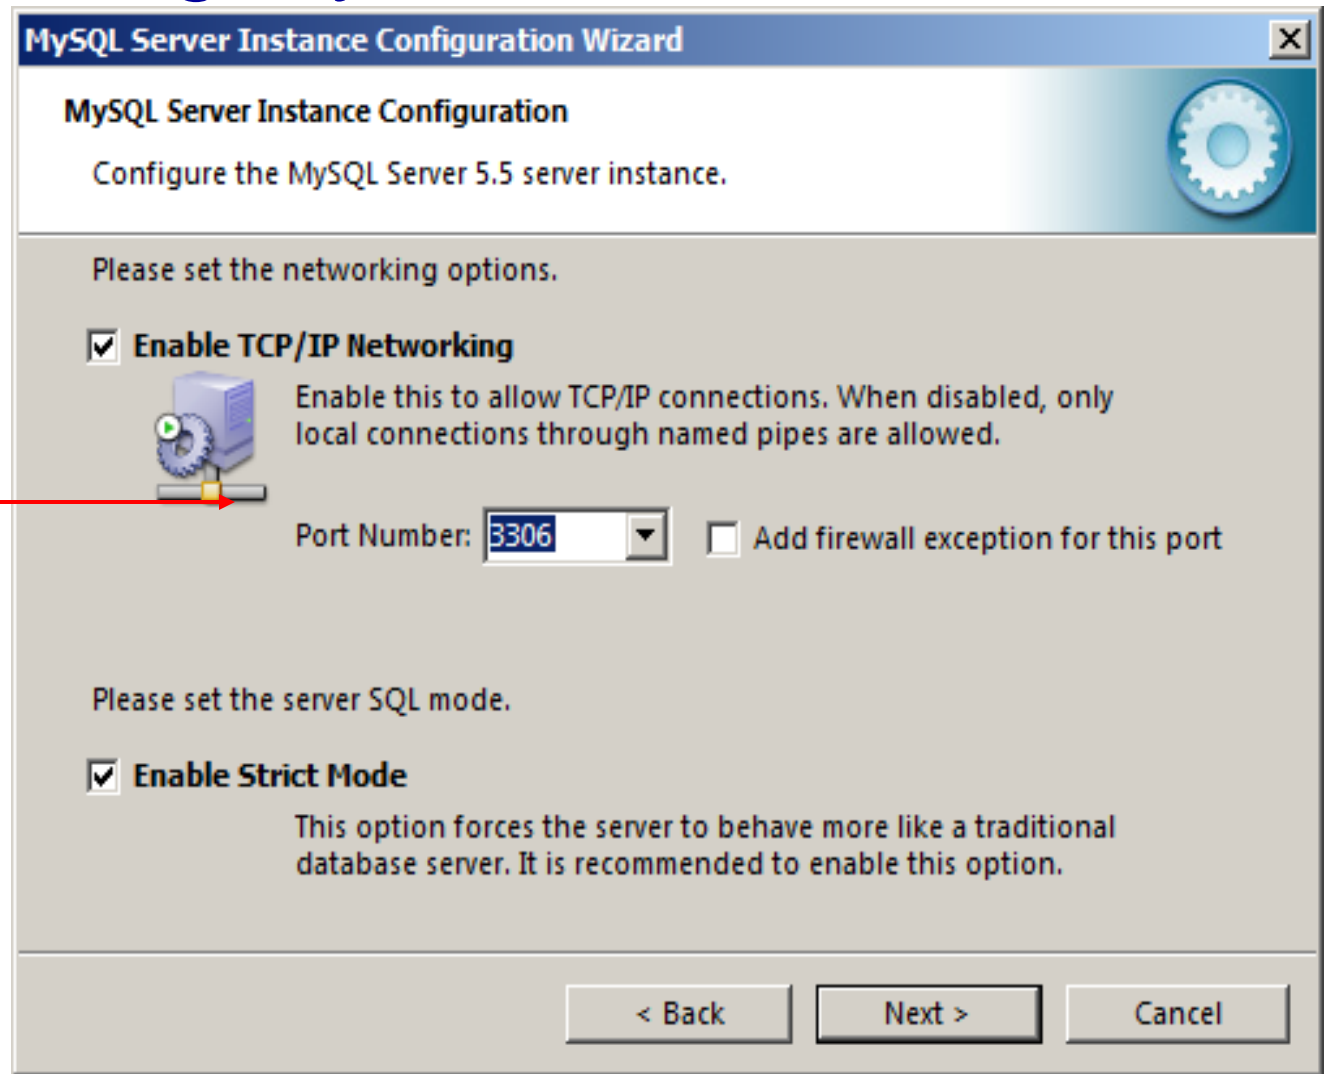 MySQL Server Instance Configuration Wizard
MySQL Server Instance Configuration
Configure the MySQL Server 5.5 server instance.
Please set the networking options.
Enable TCP/IP Networking
Enable this to allow TCP/IP connections. When disabled, only
local connections through named pipes are allowed.
Port Number: 3306 Add firewall exception for this port
Please set the server SQL mode.
Enable Strict Mode
This option forces the server to behave more like a traditional
database server. It is recommended to enable this option.
< Back Next > Cancel